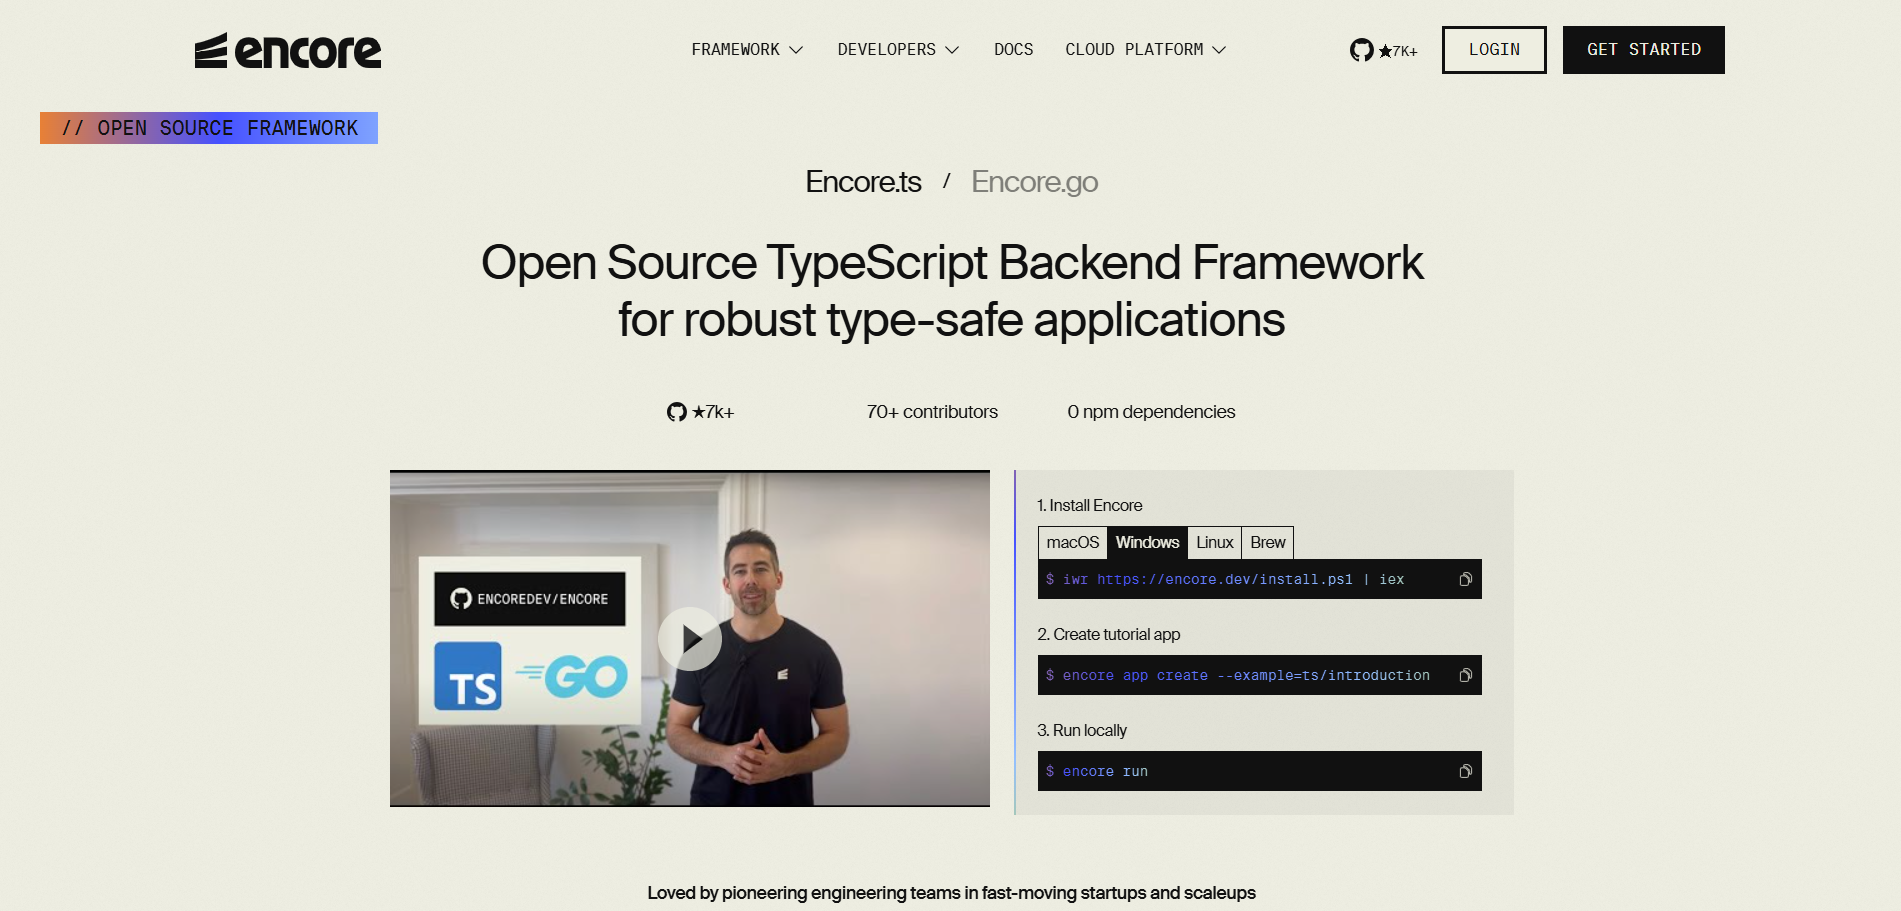 encore
FRAMEWORK
DEVELOPERS
DOCS
CLOUD PLATFORM
★7K+
LOGIN
GET STARTED
// OPEN SOURCE FRAMEWORK
Encore.ts / Encore.go
Open Source TypeScript Backend Framework
for robust type-safe applications
★7k+
70+ contributors
0 npm dependencies
ENCOREDEV/ENCORE
TS
GO
1. Install Encore
macOS Windows Linux Brew
$ iwr https://encore.dev/install.ps1 | iex
2. Create tutorial app
$ encore app create --example=ts/introduction
3. Run locally
$ encore run
Loved by pioneering engineering teams in fast-moving startups and scaleups